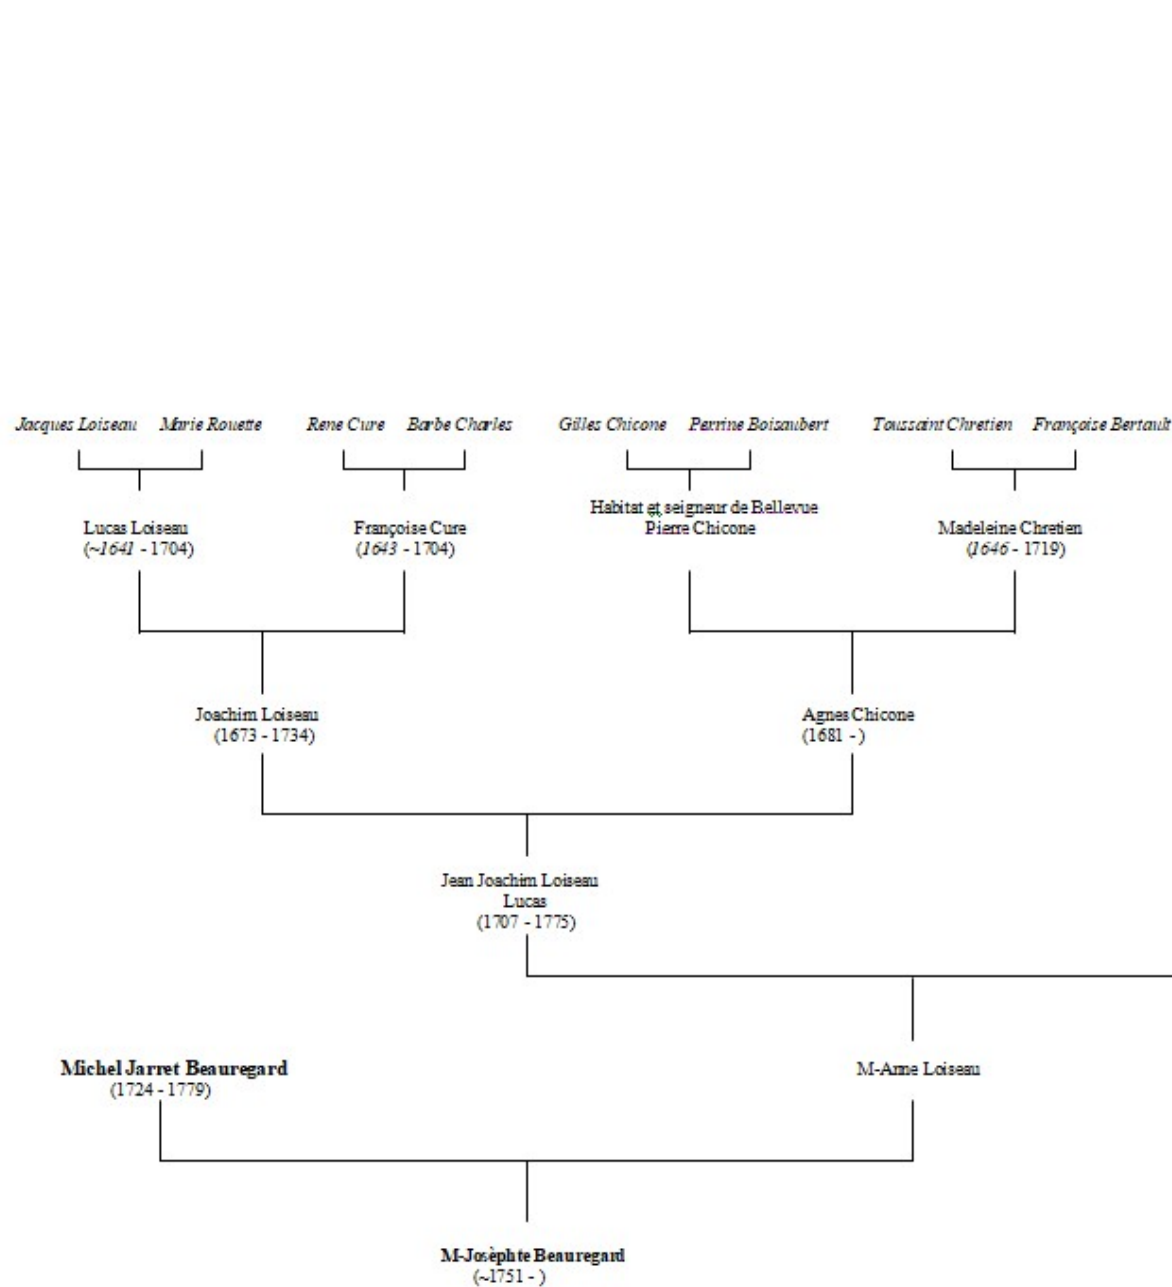 Jacques Loiseau Marie Rouette Rene Cure Barbe Charles Gilles Chicone Perrine Boisaubert Toussaint Chretien Françoise Bertault
Habitat et seigneur de Bellevue
Lucas Loiseau Françoise Cure Pierre Chicone Madeleine Chretien
(~1641 - 1704) (1643 - 1704) (1646 - 1719)
Joachim Loiseau Agnes Chicone
(1673 - 1734) (1681 - )
Jean Joachim Loiseau
Lucas
(1707 - 1775)
Michel Jarret Beauregard M-Anne Loiseau
(1724 - 1779)
M-Josèphte Beauregard
(~1751 - )